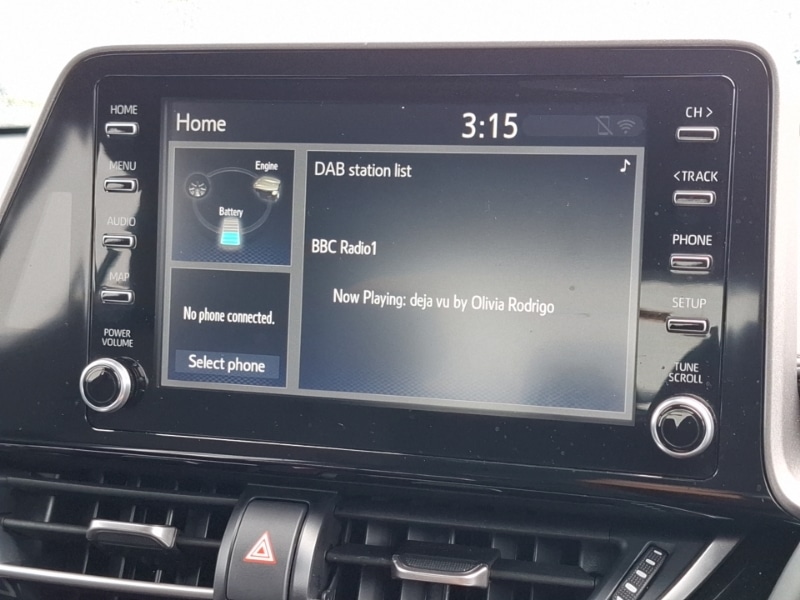 HOME
MENU
AUDIO
MAP
POWER
VOLUME
Home
3:15
Engine
Battery
No phone connected.
Select phone
DAB station list
BBC Radio1
Now Playing: deja vu by Olivia Rodrigo
CH >
<TRACK
PHONE
SETUP
TUNE
SCROLL